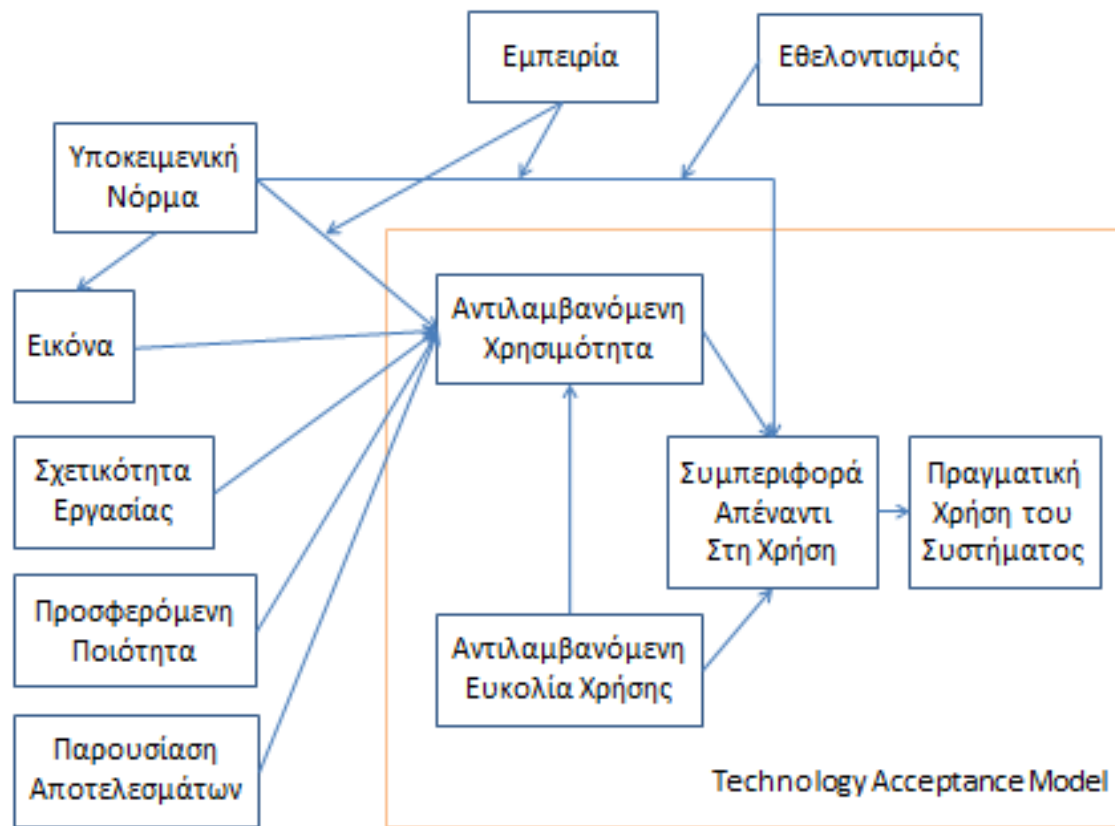 Εμπειρία
Εθελοντισμός
Υποκειμενική
Νόρμα
Εικόνα
Αντιλαμβανόμενη
Χρησιμότητα
Σχετικότητα
Εργασίας
Συμπεριφορά
Απέναντι
Στη Χρήση
Πραγματική
Χρήση του
Συστήματος
Προσφερόμενη
Ποιότητα
Αντιλαμβανόμενη
Ευκολία Χρήσης
Παρουσίαση
Αποτελεσμάτων
Technology Acceptance Model